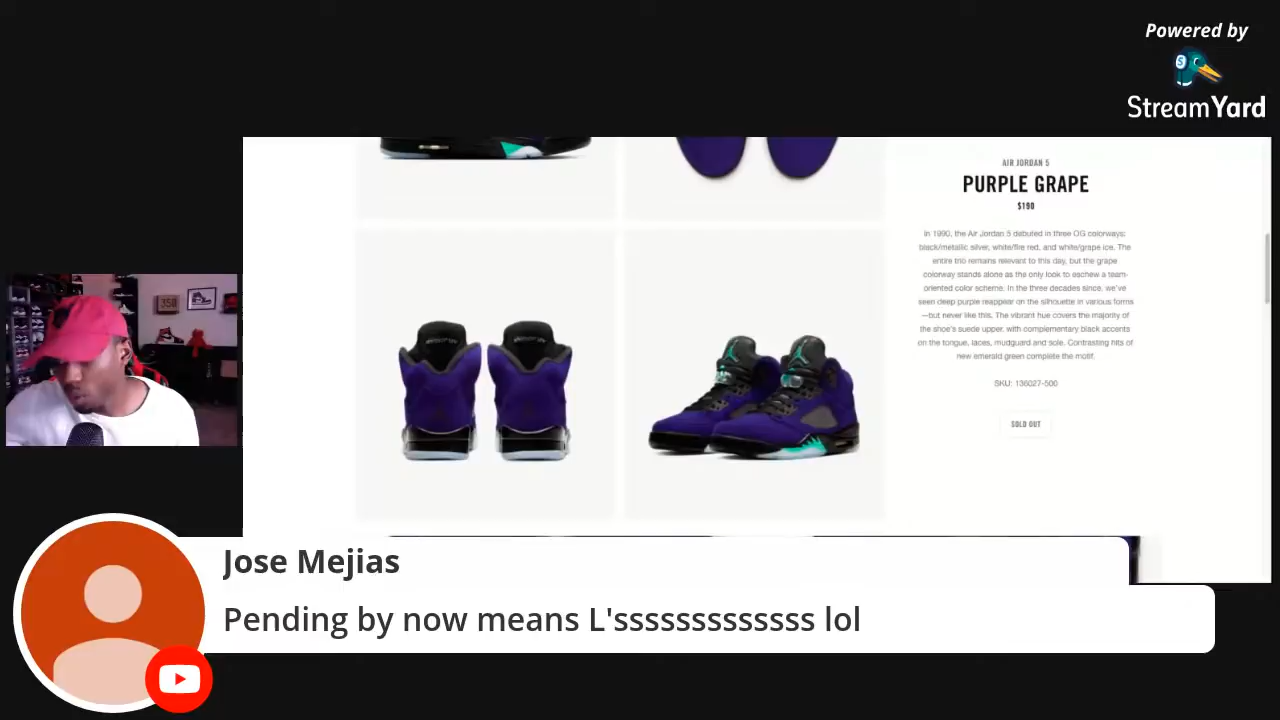 Powered by
StreamYard
AIR JORDAN 5
PURPLE GRAPE
$190
In 1990, the Air Jordan 5 debuted in three OG colorways:
black/metallic silver, white/fire red, and white/grape ice. The
entire trio remains relevant to this day, but the grape
colorway stands alone as the only look to eschew a team-
oriented color scheme. In the three decades since, we've
seen deep purple reappear on the silhouette in various forms
—but never like this. The vibrant hue covers the majority of
the shoe's suede upper, with complementary black accents
on the tongue, laces, mudguard and sole. Contrasting hits of
new emerald green complete the motif.
SKU: 136027-500
SOLD OUT
350
Jose Mejias
Pending by now means L'sssssssssssss lol